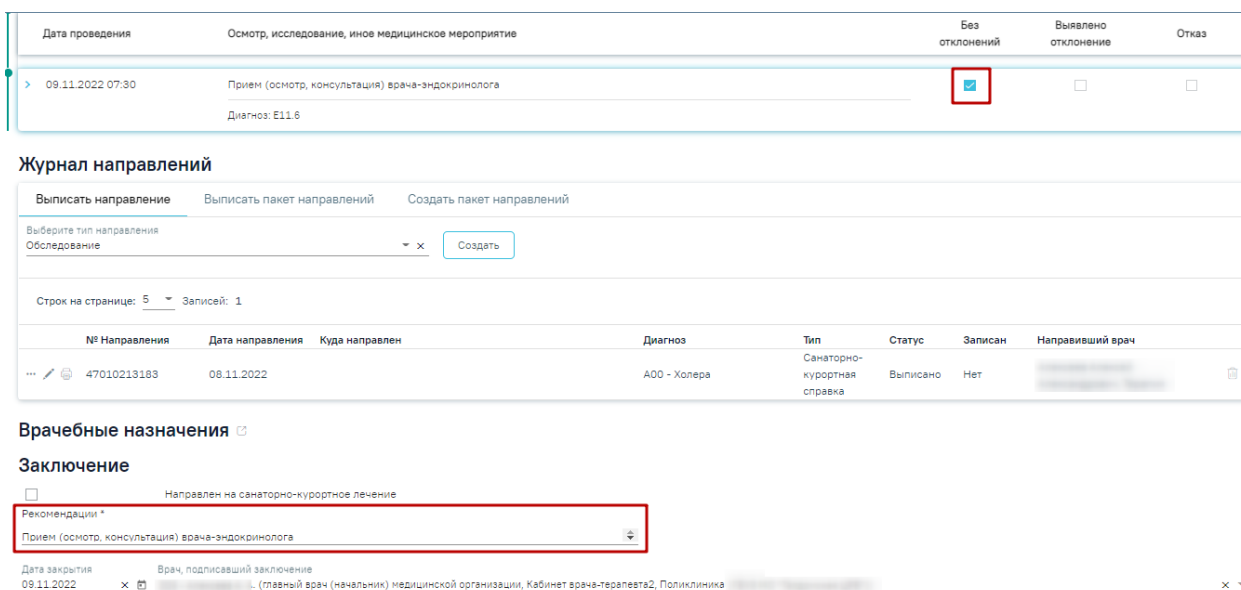 Дата проведения Осмотр, исследование, иное медицинское мероприятие Без отклонений Выявлено отклонение Отказ
09.11.2022 07:30 Прием (осмотр, консультация) врача-эндокринолога
Диагноз: E11.6
Журнал направлений
Выписать направление Выписать пакет направлений Создать пакет направлений
Выберите тип направления
Обследование Создать
Строк на странице: 5 Записей: 1
№ Направления Дата направления Куда направлен Диагноз Тип Статус Записан Направивший врач
47010213183 08.11.2022 A00 - Холера Санаторно-курортная справка Выписано Нет
Врачебные назначения
Заключение
Направлен на санаторно-курортное лечение
Рекомендации *
Прием (осмотр, консультация) врача-эндокринолога
Дата закрытия Врач, подписавший заключение
09.11.2022 (главный врач (начальник) медицинской организации, Кабинет врача-терапевта2, Поликлиника